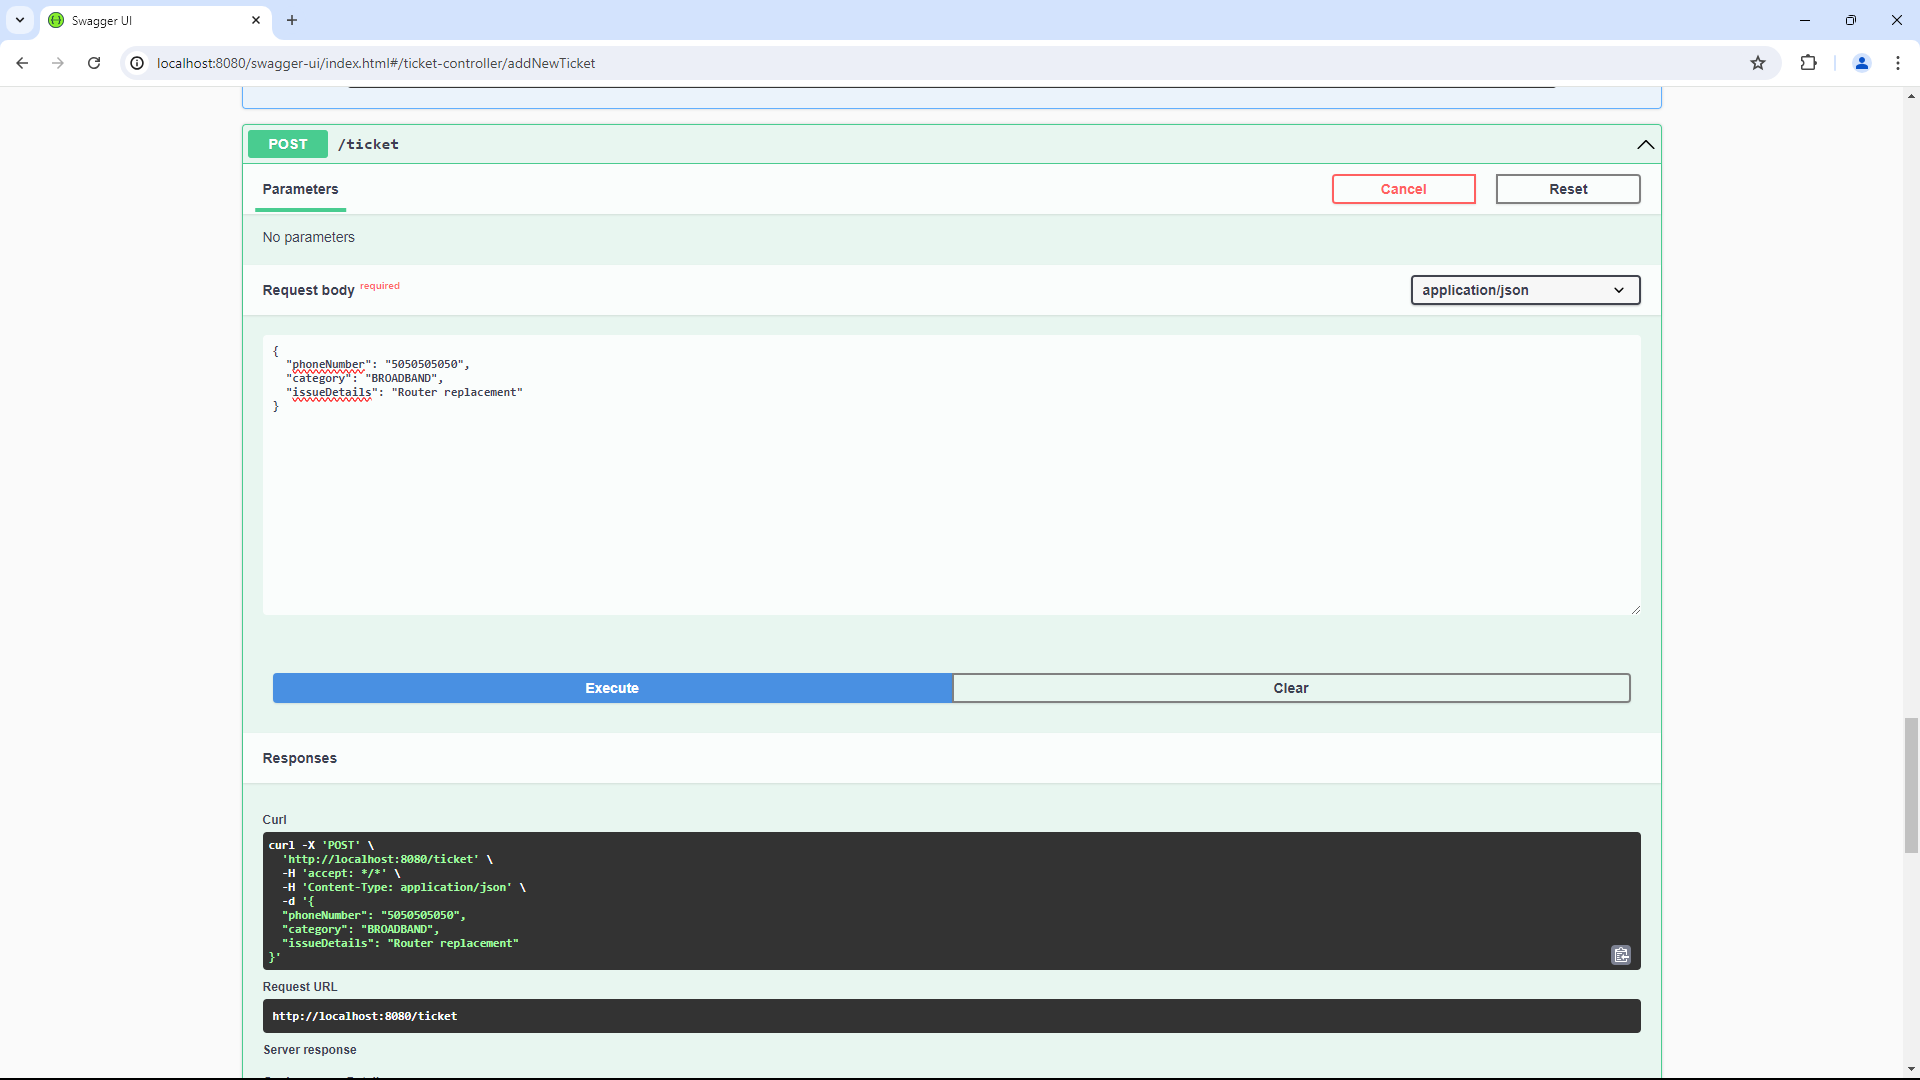 Swagger UI
localhost:8080/swagger-ui/index.html#/ticket-controller/addNewTicket
POST /ticket
Parameters
Cancel
Reset
No parameters
Request body required
application/json
{
"phoneNumber": "5050505050",
"category": "BROADBAND",
"issueDetails": "Router replacement"
}
Execute
Clear
Responses
Curl
curl -X 'POST' \
'http://localhost:8080/ticket' \
-H 'accept: */*' \
-H 'Content-Type: application/json' \
-d '{
"phoneNumber": "5050505050",
"category": "BROADBAND",
"issueDetails": "Router replacement"
}'
Request URL
http://localhost:8080/ticket
Server response